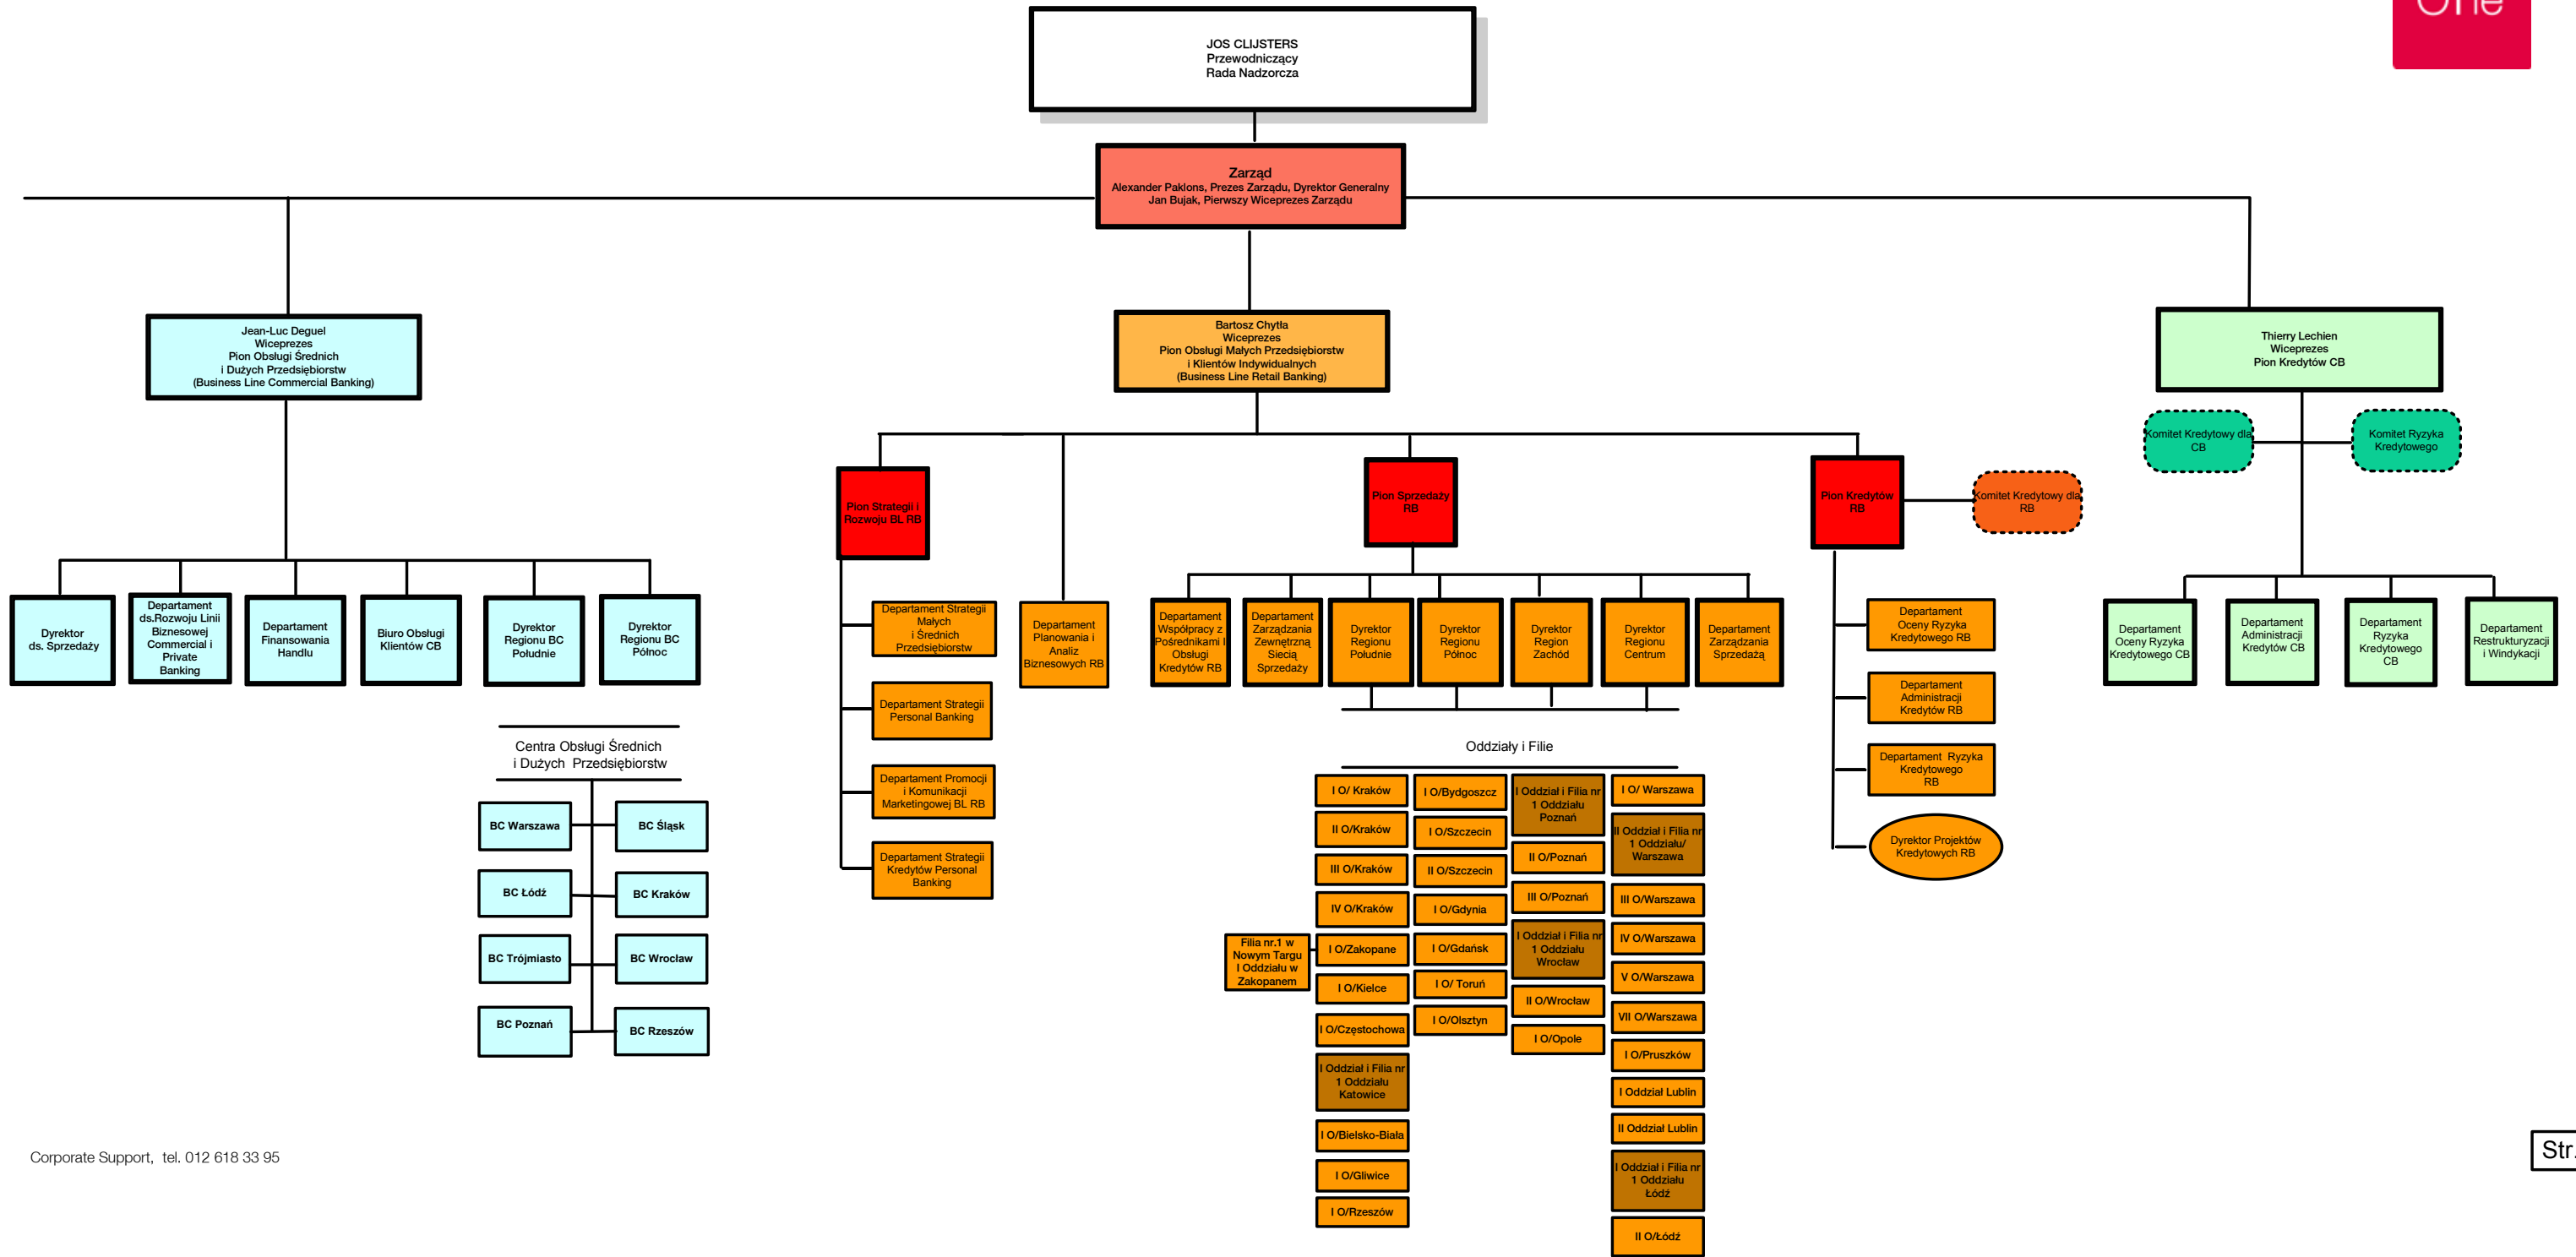 One
JOS CLIJSTERS
Przewodniczący
Rada Nadzorcza
Zarząd
Alexander Paklons, Prezes Zarządu, Dyrektor Generalny
Jan Bujak, Pierwszy Wiceprezes Zarządu
Jean-Luc Deguel
Wiceprezes
Pion Obsługi Średnich
i Dużych Przedsiębiorstw
(Business Line Commercial Banking)
Bartosz Chytła
Wiceprezes
Pion Obsługi Małych Przedsiębiorstw
i Klientów Indywidualnych
(Business Line Retail Banking)
Thierry Lechien
Wiceprezes
Pion Kredytów CB
Komitet Kredytowy dla
CB
Komitet Ryzyka
Kredytowego
Pion Strategii i
Rozwoju BL RB
Pion Sprzedaży
RB
Pion Kredytów
RB
Komitet Kredytowy dla
RB
Dyrektor
ds. Sprzedaży
Departament
ds.Rozwoju Linii
Biznesowej
Commercial i
Private
Banking
Departament
Finansowania
Handlu
Biuro Obsługi
Klientów CB
Dyrektor
Regionu BC
Południe
Dyrektor
Regionu BC
Północ
Departament Strategii
Małych
i Średnich
Przedsiębiorstw
Departament Strategii
Personal Banking
Departament Promocji
i Komunikacji
Marketingowej BL RB
Departament Strategii
Kredytów Personal
Banking
Departament
Planowania i
Analiz
Biznesowych RB
Departament
Współpracy z
Pośrednikami I
Obsługi
Kredytów RB
Departament
Zarządzania
Zewnętrzną
Siecią
Sprzedaży
Dyrektor
Regionu
Południe
Dyrektor
Regionu
Północ
Dyrektor
Region
Zachód
Dyrektor
Regionu
Centrum
Departament
Zarządzania
Sprzedażą
Departament
Oceny Ryzyka
Kredytowego RB
Departament
Administracji
Kredytów RB
Departament Ryzyka
Kredytowego
RB
Dyrektor Projektów
Kredytowych RB
Departament
Oceny Ryzyka
Kredytowego CB
Departament
Administracji
Kredytów CB
Departament
Ryzyka
Kredytowego
CB
Departament
Restrukturyzacji
i Windykacji
Centra Obsługi Średnich
i Dużych Przedsiębiorstw
BC Warszawa
BC Śląsk
BC Łódź
BC Kraków
BC Trójmiasto
BC Wrocław
BC Poznań
BC Rzeszów
Oddziały i Filie
I O/ Kraków
II O/Kraków
III O/Kraków
IV O/Kraków
I O/Zakopane
Filia nr.1 w
Nowym Targu
I Oddziału w
Zakopanem
I O/Kielce
I O/Częstochowa
I Oddział i Filia nr
1 Oddziału
Katowice
I O/Bielsko-Biała
I O/Gliwice
I O/Rzeszów
I O/Bydgoszcz
I O/Szczecin
II O/Szczecin
I O/Gdynia
I O/Gdańsk
I O/ Toruń
I O/Olsztyn
I Oddział i Filia nr
1 Oddziału
Poznań
II O/Poznań
III O/Poznań
I Oddział i Filia nr
1 Oddziału
Wrocław
II O/Wrocław
I O/Opole
I O/ Warszawa
II Oddział i Filia nr
1 Oddziału/
Warszawa
III O/Warszawa
IV O/Warszawa
V O/Warszawa
VII O/Warszawa
I O/Pruszków
I Oddział Lublin
II Oddział Lublin
I Oddział i Filia nr
1 Oddziału
Łódź
II O/Łódź
Corporate Support, tel. 012 618 33 95
Str.